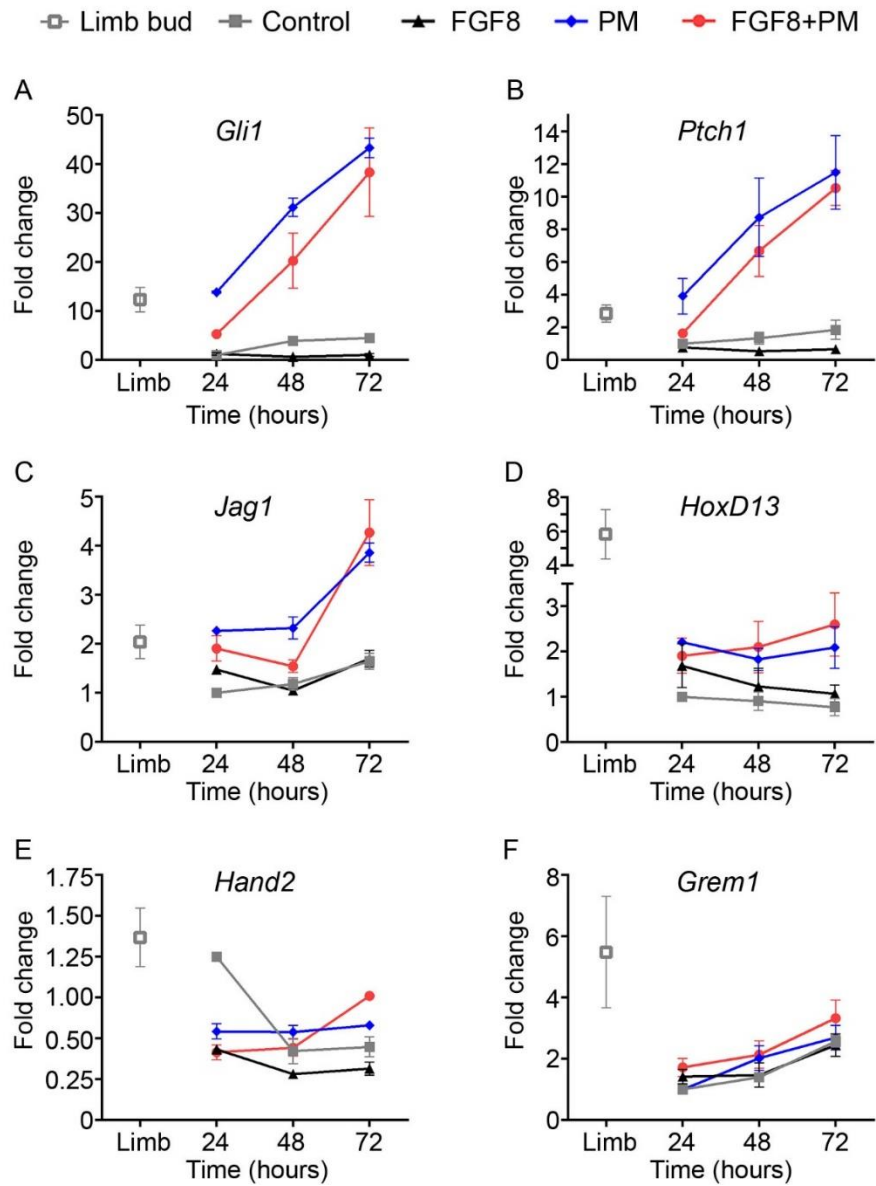 Limb bud Control FGF8 PM FGF8+PM
A
Gli1
Fold change
50
40
30
20
10
0
Limb 24 48 72
Time (hours)
B
Ptch1
Fold change
14
12
10
8
6
4
2
0
Limb 24 48 72
Time (hours)
C
Jag1
Fold change
5
4
3
2
1
0
Limb 24 48 72
Time (hours)
D
HoxD13
Fold change
8
6
4
2
1
0
Limb 24 48 72
Time (hours)
E
Hand2
Fold change
1.75
1.50
1.25
1.00
0.50
0.25
0
Limb 24 48 72
Time (hours)
F
Grem1
Fold change
8
6
4
2
0
Limb 24 48 72
Time (hours)